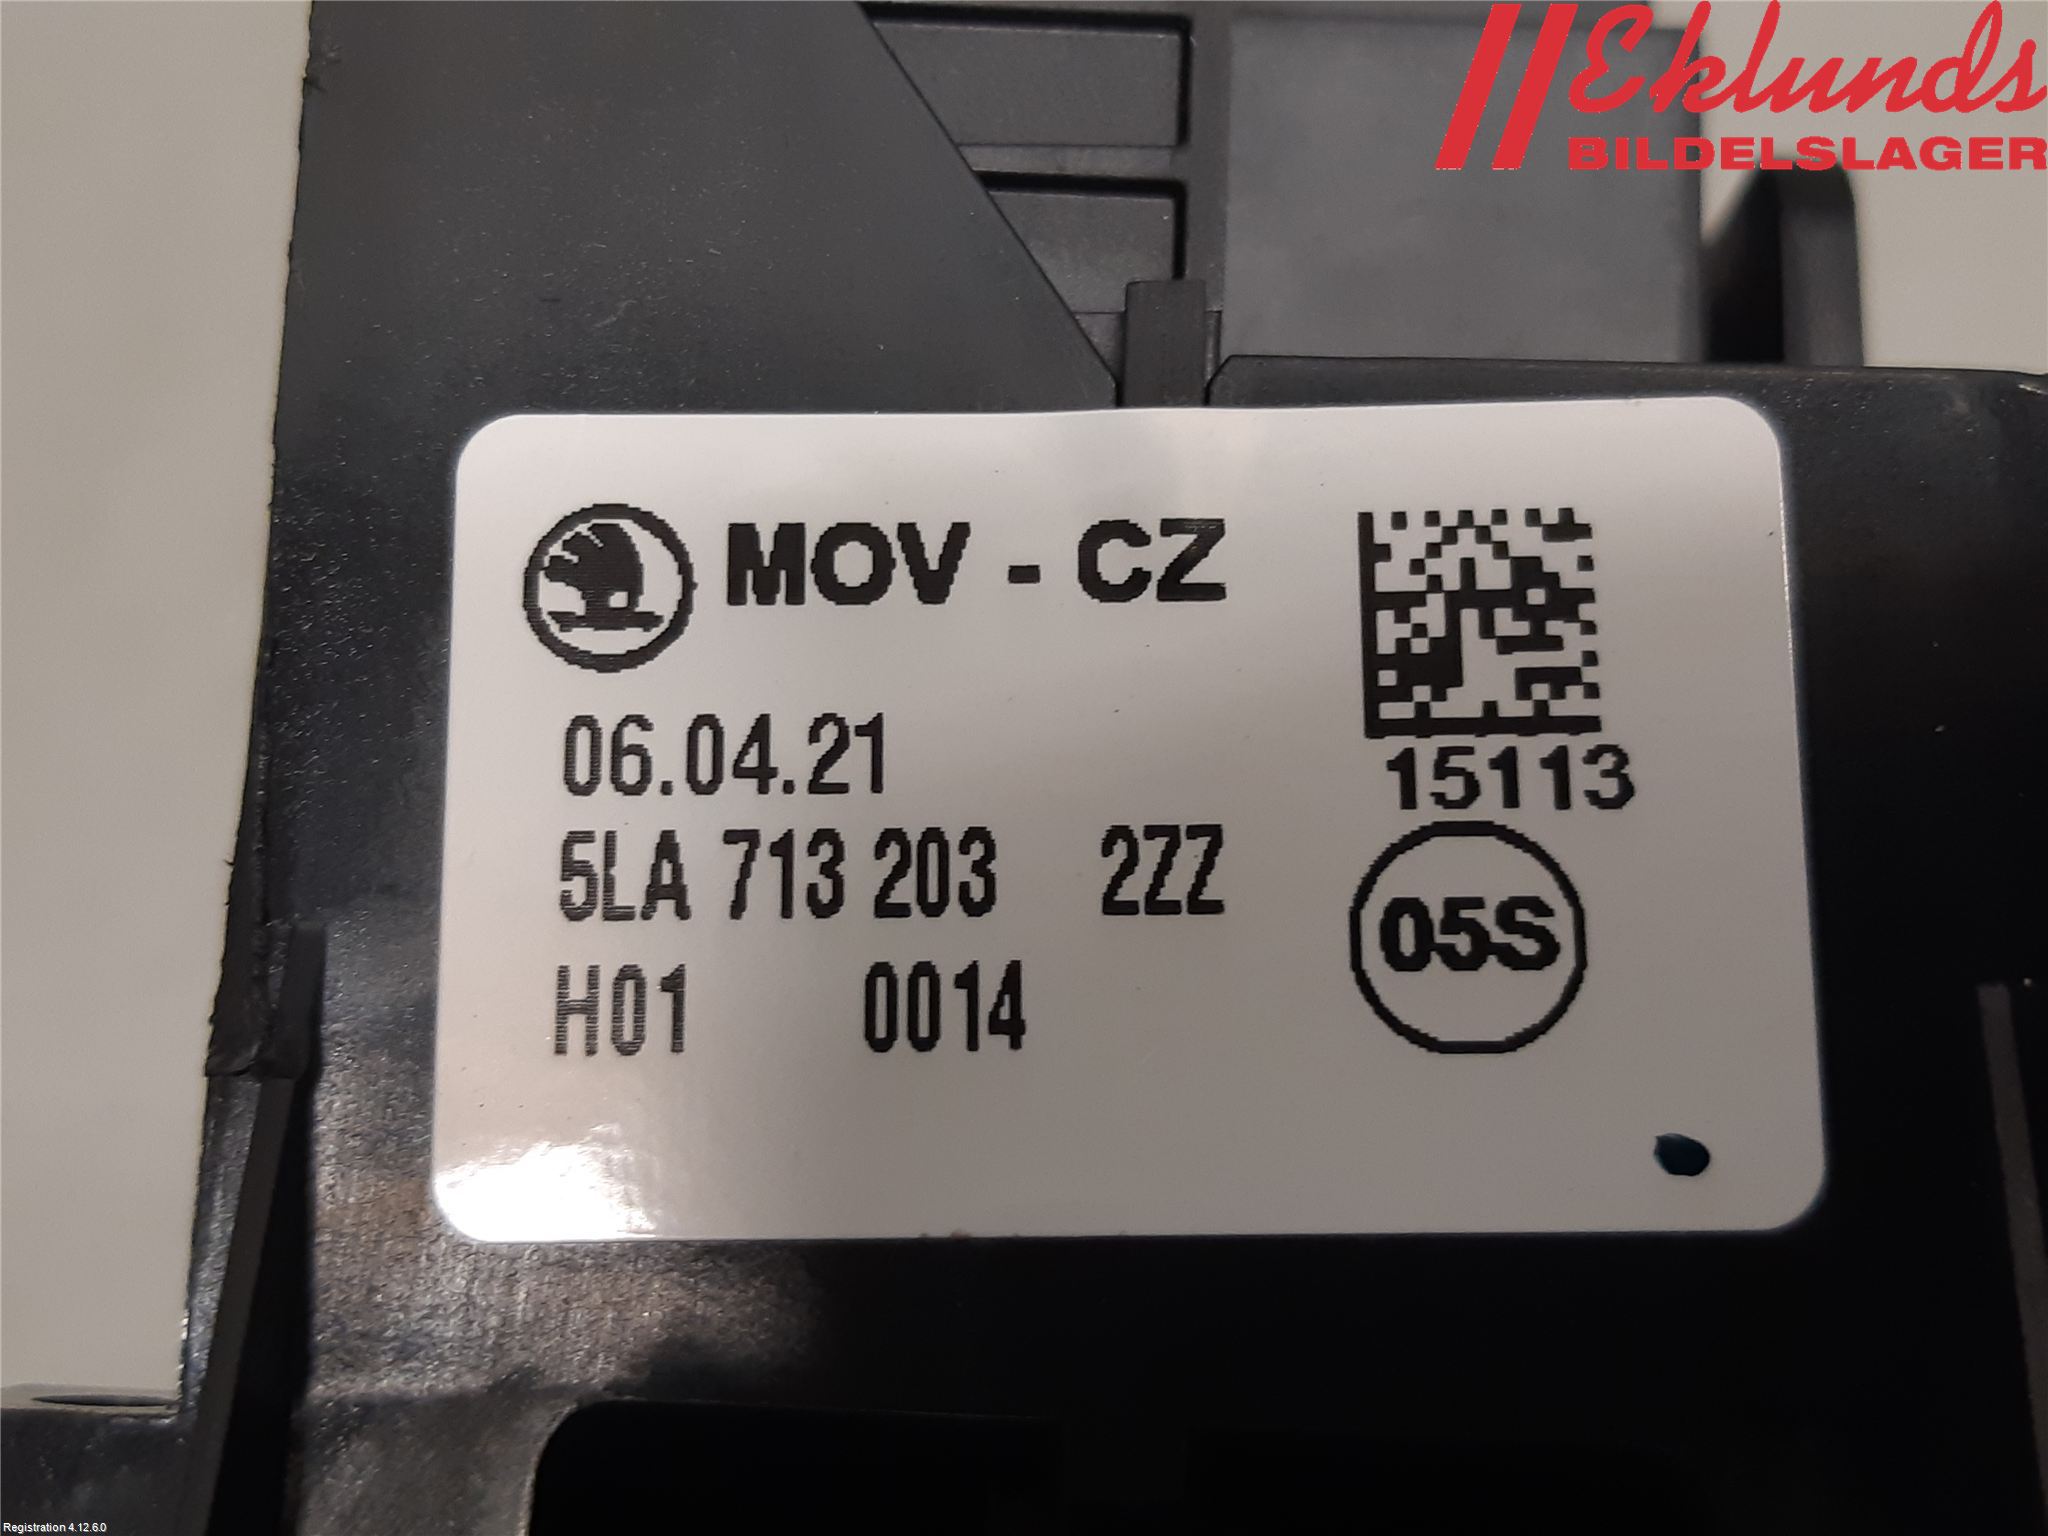 Eklunds
BILDELSLAGER
MOV - CZ
15113
06.04.21
5LA 713 203 2ZZ
05S
H01 0014
Registration 4.12.6.0